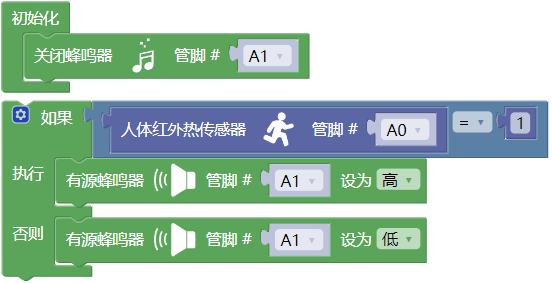 初始化
关闭蜂鸣器 管脚 # A1
如果 人体红外热传感器 管脚 # A0 = 1
执行 有源蜂鸣器 管脚 # A1 设为 高
否则 有源蜂鸣器 管脚 # A1 设为 低